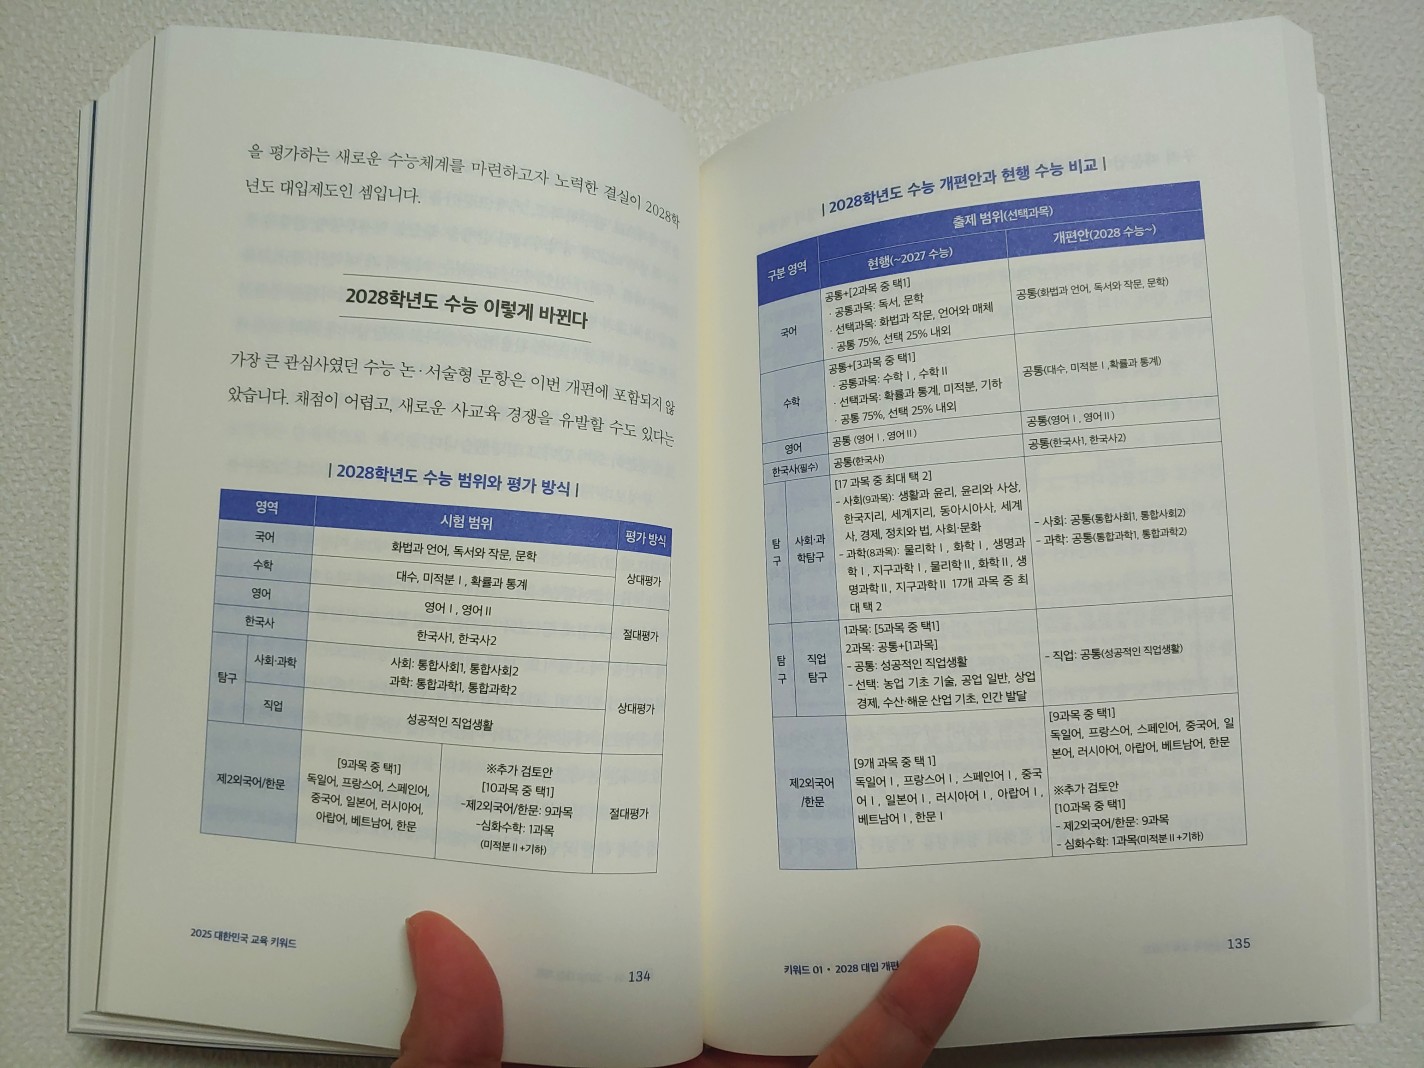 을 평가하는 새로운 수능체계를 마련하고자 노력한 결실이 2028학
년도 대입제도인 셈입니다.
2028학년도 수능 이렇게 바뀐다
가장 큰 관심사였던 수능 논·서술형 문항은 이번 개편에 포함되지 않
았습니다. 채점이 어렵고, 새로운 사교육 경쟁을 유발할 수도 있다는
| 2028학년도 수능 범위와 평가 방식 |
영역 시험 범위 평가 방식
국어 화법과 언어, 독서와 작문, 문학
수학 대수, 미적분Ⅰ, 확률과 통계
상대평가
영어 영어Ⅰ, 영어Ⅱ
한국사 한국사1, 한국사2
절대평가
탐구
사회·과학
사회: 통합사회1, 통합사회2
과학: 통합과학1, 통합과학2
직업 성공적인 직업생활
상대평가
제2외국어/한문
[9과목 중 택1]
독일어, 프랑스어, 스페인어,
중국어, 일본어, 러시아어,
아랍어, 베트남어, 한문
※추가 검토안
[10과목 중 택1]
-제2외국어/한문: 9과목
-심화수학: 1과목
(미적분Ⅱ+기하)
절대평가
2025 대한민국 교육 키워드
134
| 2028학년도 수능 개편안과 현행 수능 비교 |
구분 영역
출제 범위(선택과목)
현행(~2027 수능)
개편안(2028 수능~)
국어
공통+[2과목 중 택1]
· 공통과목: 독서, 문학
· 선택과목: 화법과 작문, 언어와 매체
· 공통 75%, 선택 25% 내외
공통(화법과 언어, 독서와 작문, 문학)
수학
공통+[3과목 중 택1]
· 공통과목: 수학Ⅰ, 수학Ⅱ
· 선택과목: 확률과 통계, 미적분, 기하
· 공통 75%, 선택 25% 내외
공통(대수, 미적분Ⅰ,확률과 통계)
영어
공통 (영어Ⅰ, 영어Ⅱ)
공통(영어Ⅰ, 영어Ⅱ)
한국사(필수)
공통(한국사)
공통(한국사1, 한국사2)
탐
구
사회·과
학탐구
[17 과목 중 최대 택 2]
- 사회(9과목): 생활과 윤리, 윤리와 사상,
한국지리, 세계지리, 동아시아사, 세계
사, 경제, 정치와 법, 사회·문화
- 과학(8과목): 물리학Ⅰ, 화학Ⅰ, 생명과
학Ⅰ, 지구과학Ⅰ, 물리학Ⅱ, 화학Ⅱ, 생
명과학Ⅱ, 지구과학Ⅱ 17개 과목 중 최
대 택 2
- 사회: 공통(통합사회1, 통합사회2)
- 과학: 공통(통합과학1, 통합과학2)
탐
구
직업
탐구
1과목: [5과목 중 택1]
2과목: 공통+[1과목]
- 공통: 성공적인 직업생활
- 선택: 농업 기초 기술, 공업 일반, 상업
경제, 수산·해운 산업 기초, 인간 발달
- 직업: 공통(성공적인 직업생활)
제2외국어
/한문
[9개 과목 중 택 1]
독일어Ⅰ, 프랑스어Ⅰ, 스페인어Ⅰ, 중국
어Ⅰ, 일본어Ⅰ, 러시아어Ⅰ, 아랍어Ⅰ,
베트남어Ⅰ, 한문Ⅰ
[9과목 중 택1]
독일어, 프랑스어, 스페인어, 중국어, 일
본어, 러시아어, 아랍어, 베트남어, 한문
※추가 검토안
[10과목 중 택1]
- 제2외국어/한문: 9과목
- 심화수학: 1과목(미적분Ⅱ+기하)
키워드 01 · 2028 대입 개편
135